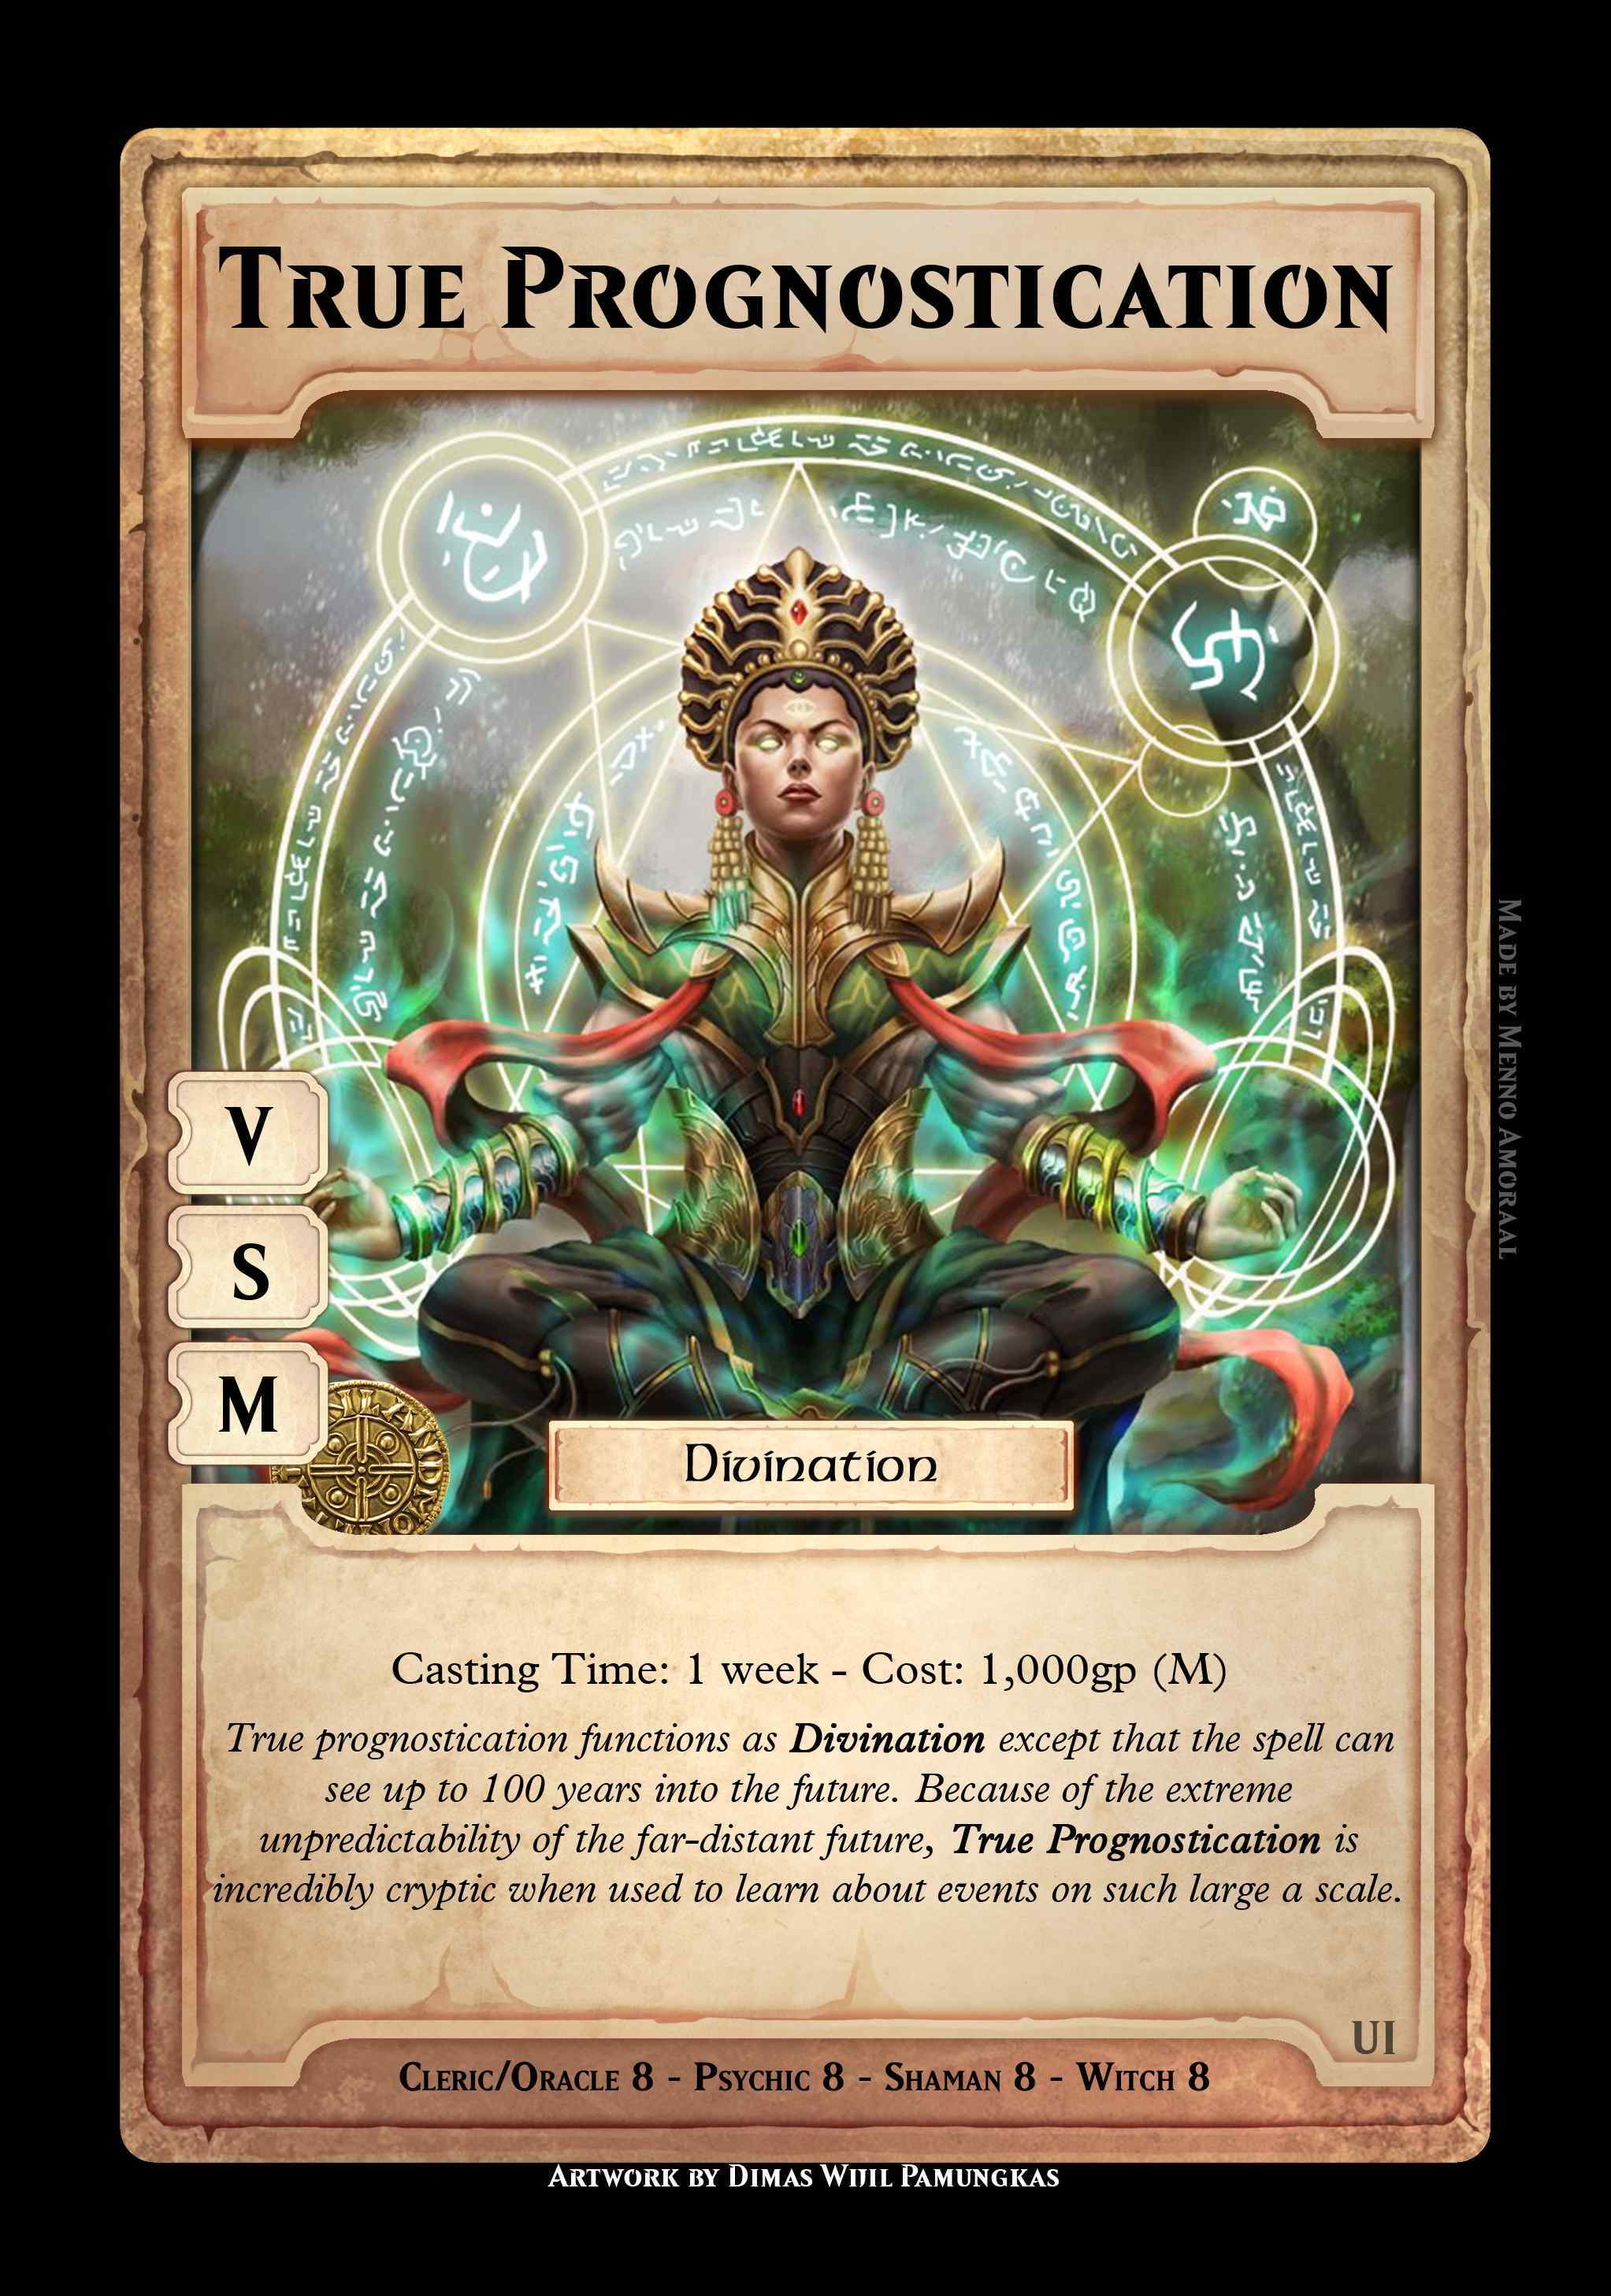 True Prognostication
V
S
M
Divination
Casting Time: 1 week - Cost: 1,000gp (M)
True prognostication functions as Divination except that the spell can
see up to 100 years into the future. Because of the extreme
unpredictability of the far-distant future, True Prognostication is
incredibly cryptic when used to learn about events on such large a scale.
UI
Cleric/Oracle 8 - Psychic 8 - Shaman 8 - Witch 8
Artwork by Dimas Wijil Pamungkas
Made by Menno Amoraal